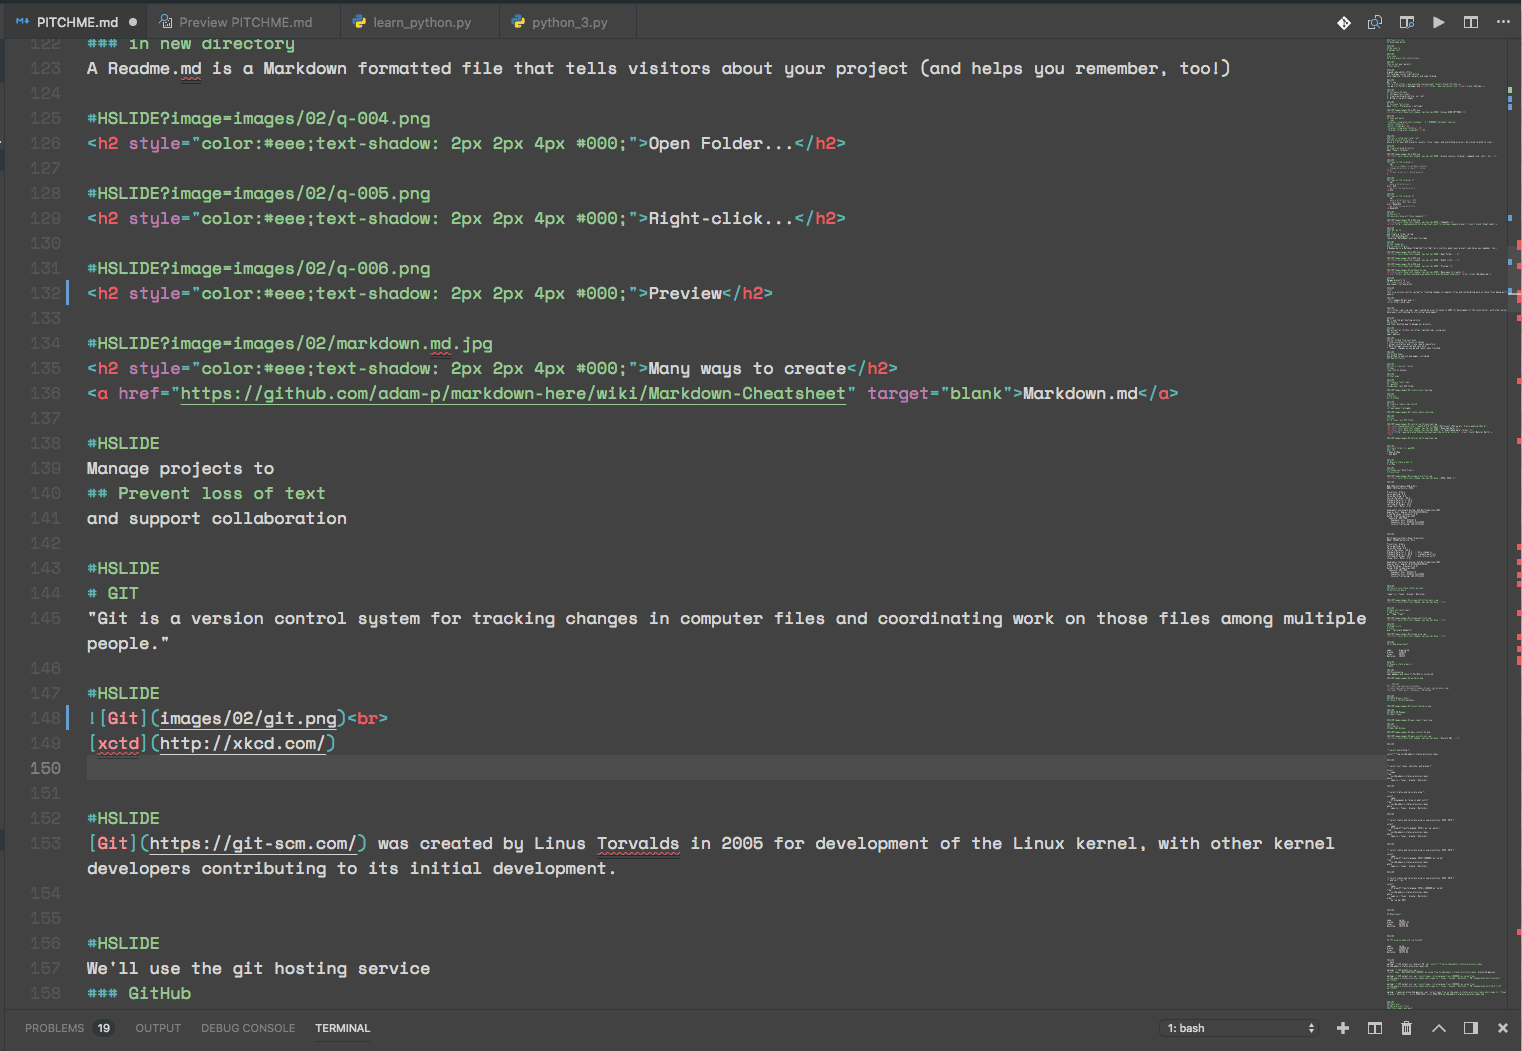 PITCHME.md
Preview PITCHME.md
learn_python.py
python_3.py
122 ### in new directory
123 A Readme.md is a Markdown formatted file that tells visitors about your project (and helps you remember, too!)
124
125 #HSLIDE?image=images/02/q-004.png
126 <h2 style="color:#eee;text-shadow: 2px 2px 4px #000;">Open Folder...</h2>
127
128 #HSLIDE?image=images/02/q-005.png
129 <h2 style="color:#eee;text-shadow: 2px 2px 4px #000;">Right-click...</h2>
130
131 #HSLIDE?image=images/02/q-006.png
132 <h2 style="color:#eee;text-shadow: 2px 2px 4px #000;">Preview</h2>
133
134 #HSLIDE?image=images/02/markdown.md.jpg
135 <h2 style="color:#eee;text-shadow: 2px 2px 4px #000;">Many ways to create</h2>
136 <a href="https://github.com/adam-p/markdown-here/wiki/Markdown-Cheatsheet" target="blank">Markdown.md</a>
137
138 #HSLIDE
139 Manage projects to
140 ## Prevent loss of text
141 and support collaboration
142
143 #HSLIDE
144 # GIT
145 "Git is a version control system for tracking changes in computer files and coordinating work on those files among multiple
people."
146
147 #HSLIDE
148 ![Git](images/02/git.png)<br>
149 [xctd](http://xkcd.com/)
150
151
152 #HSLIDE
153 [Git](https://git-scm.com/) was created by Linus Torvalds in 2005 for development of the Linux kernel, with other kernel
developers contributing to its initial development.
154
155
156 #HSLIDE
157 We'll use the git hosting service
158 ### GitHub
PROBLEMS 19 OUTPUT DEBUG CONSOLE TERMINAL
1: bash